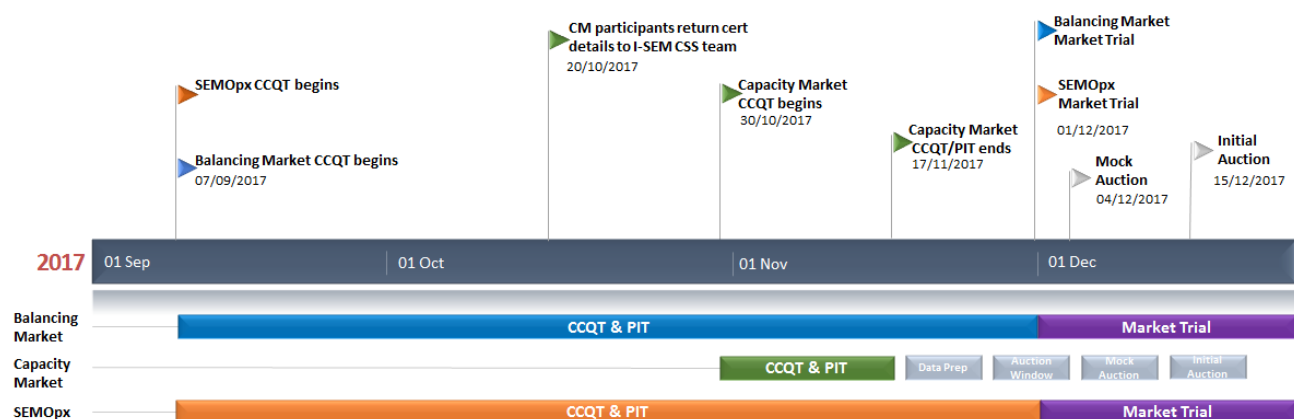 CM participants return cert
details to I-SEM CSS team
20/10/2017
Balancing Market
Market Trial
SEMOpx CCQT begins
Capacity Market
CCQT begins
30/10/2017
SEMOpx
Market Trial
01/12/2017
Capacity Market
CCQT/PIT ends
17/11/2017
Initial
Auction
15/12/2017
Balancing Market CCQT begins
07/09/2017
Mock
Auction
04/12/2017
2017
01 Sep
01 Oct
01 Nov
01 Dec
Balancing
Market
CCQT & PIT
Market Trial
Capacity
Market
CCQT & PIT
Data Prep
Auction
Window
Mock
Auction
Initial
Auction
SEMOpx
CCQT & PIT
Market Trial